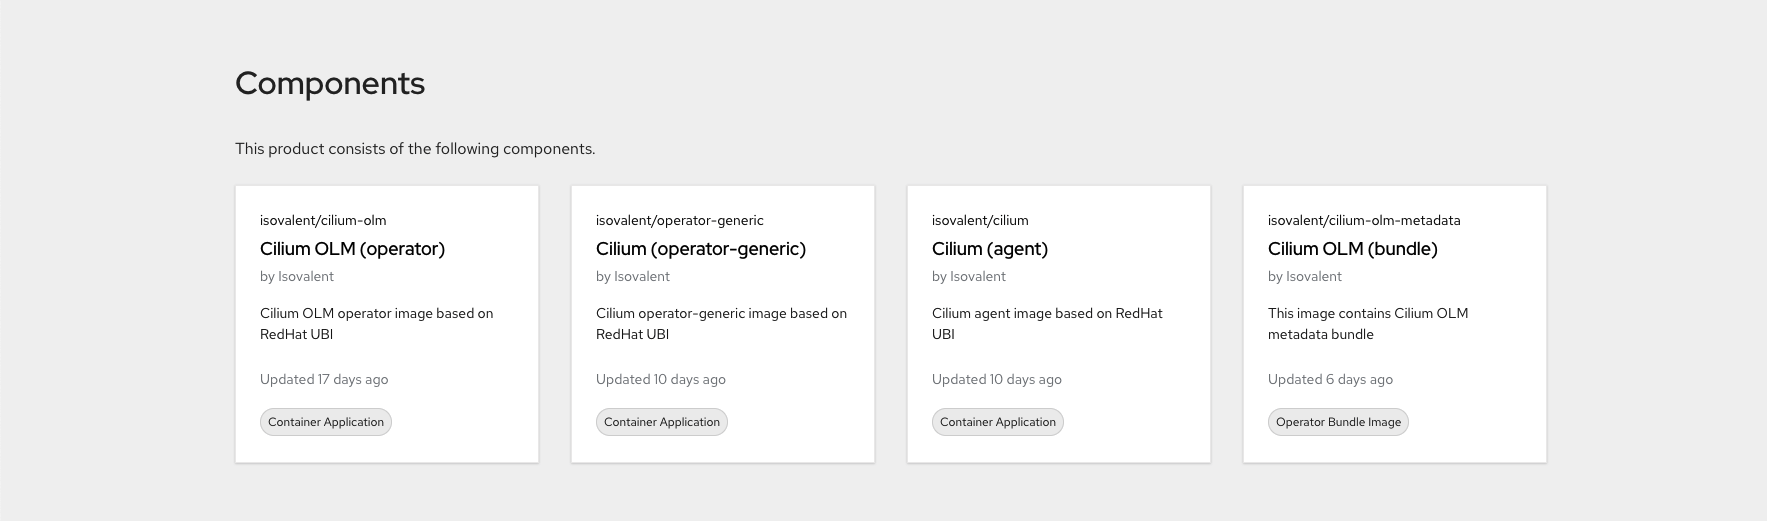 Components
This product consists of the following components.
isovalent/cilium-olm
Cilium OLM (operator)
by Isovalent
Cilium OLM operator image based on
RedHat UBI
Updated 17 days ago
Container Application
isovalent/operator-generic
Cilium (operator-generic)
by Isovalent
Cilium operator-generic image based on
RedHat UBI
Updated 10 days ago
Container Application
isovalent/cilium
Cilium (agent)
by Isovalent
Cilium agent image based on RedHat
UBI
Updated 10 days ago
Container Application
isovalent/cilium-olm-metadata
Cilium OLM (bundle)
by Isovalent
This image contains Cilium OLM
metadata bundle
Updated 6 days ago
Operator Bundle Image